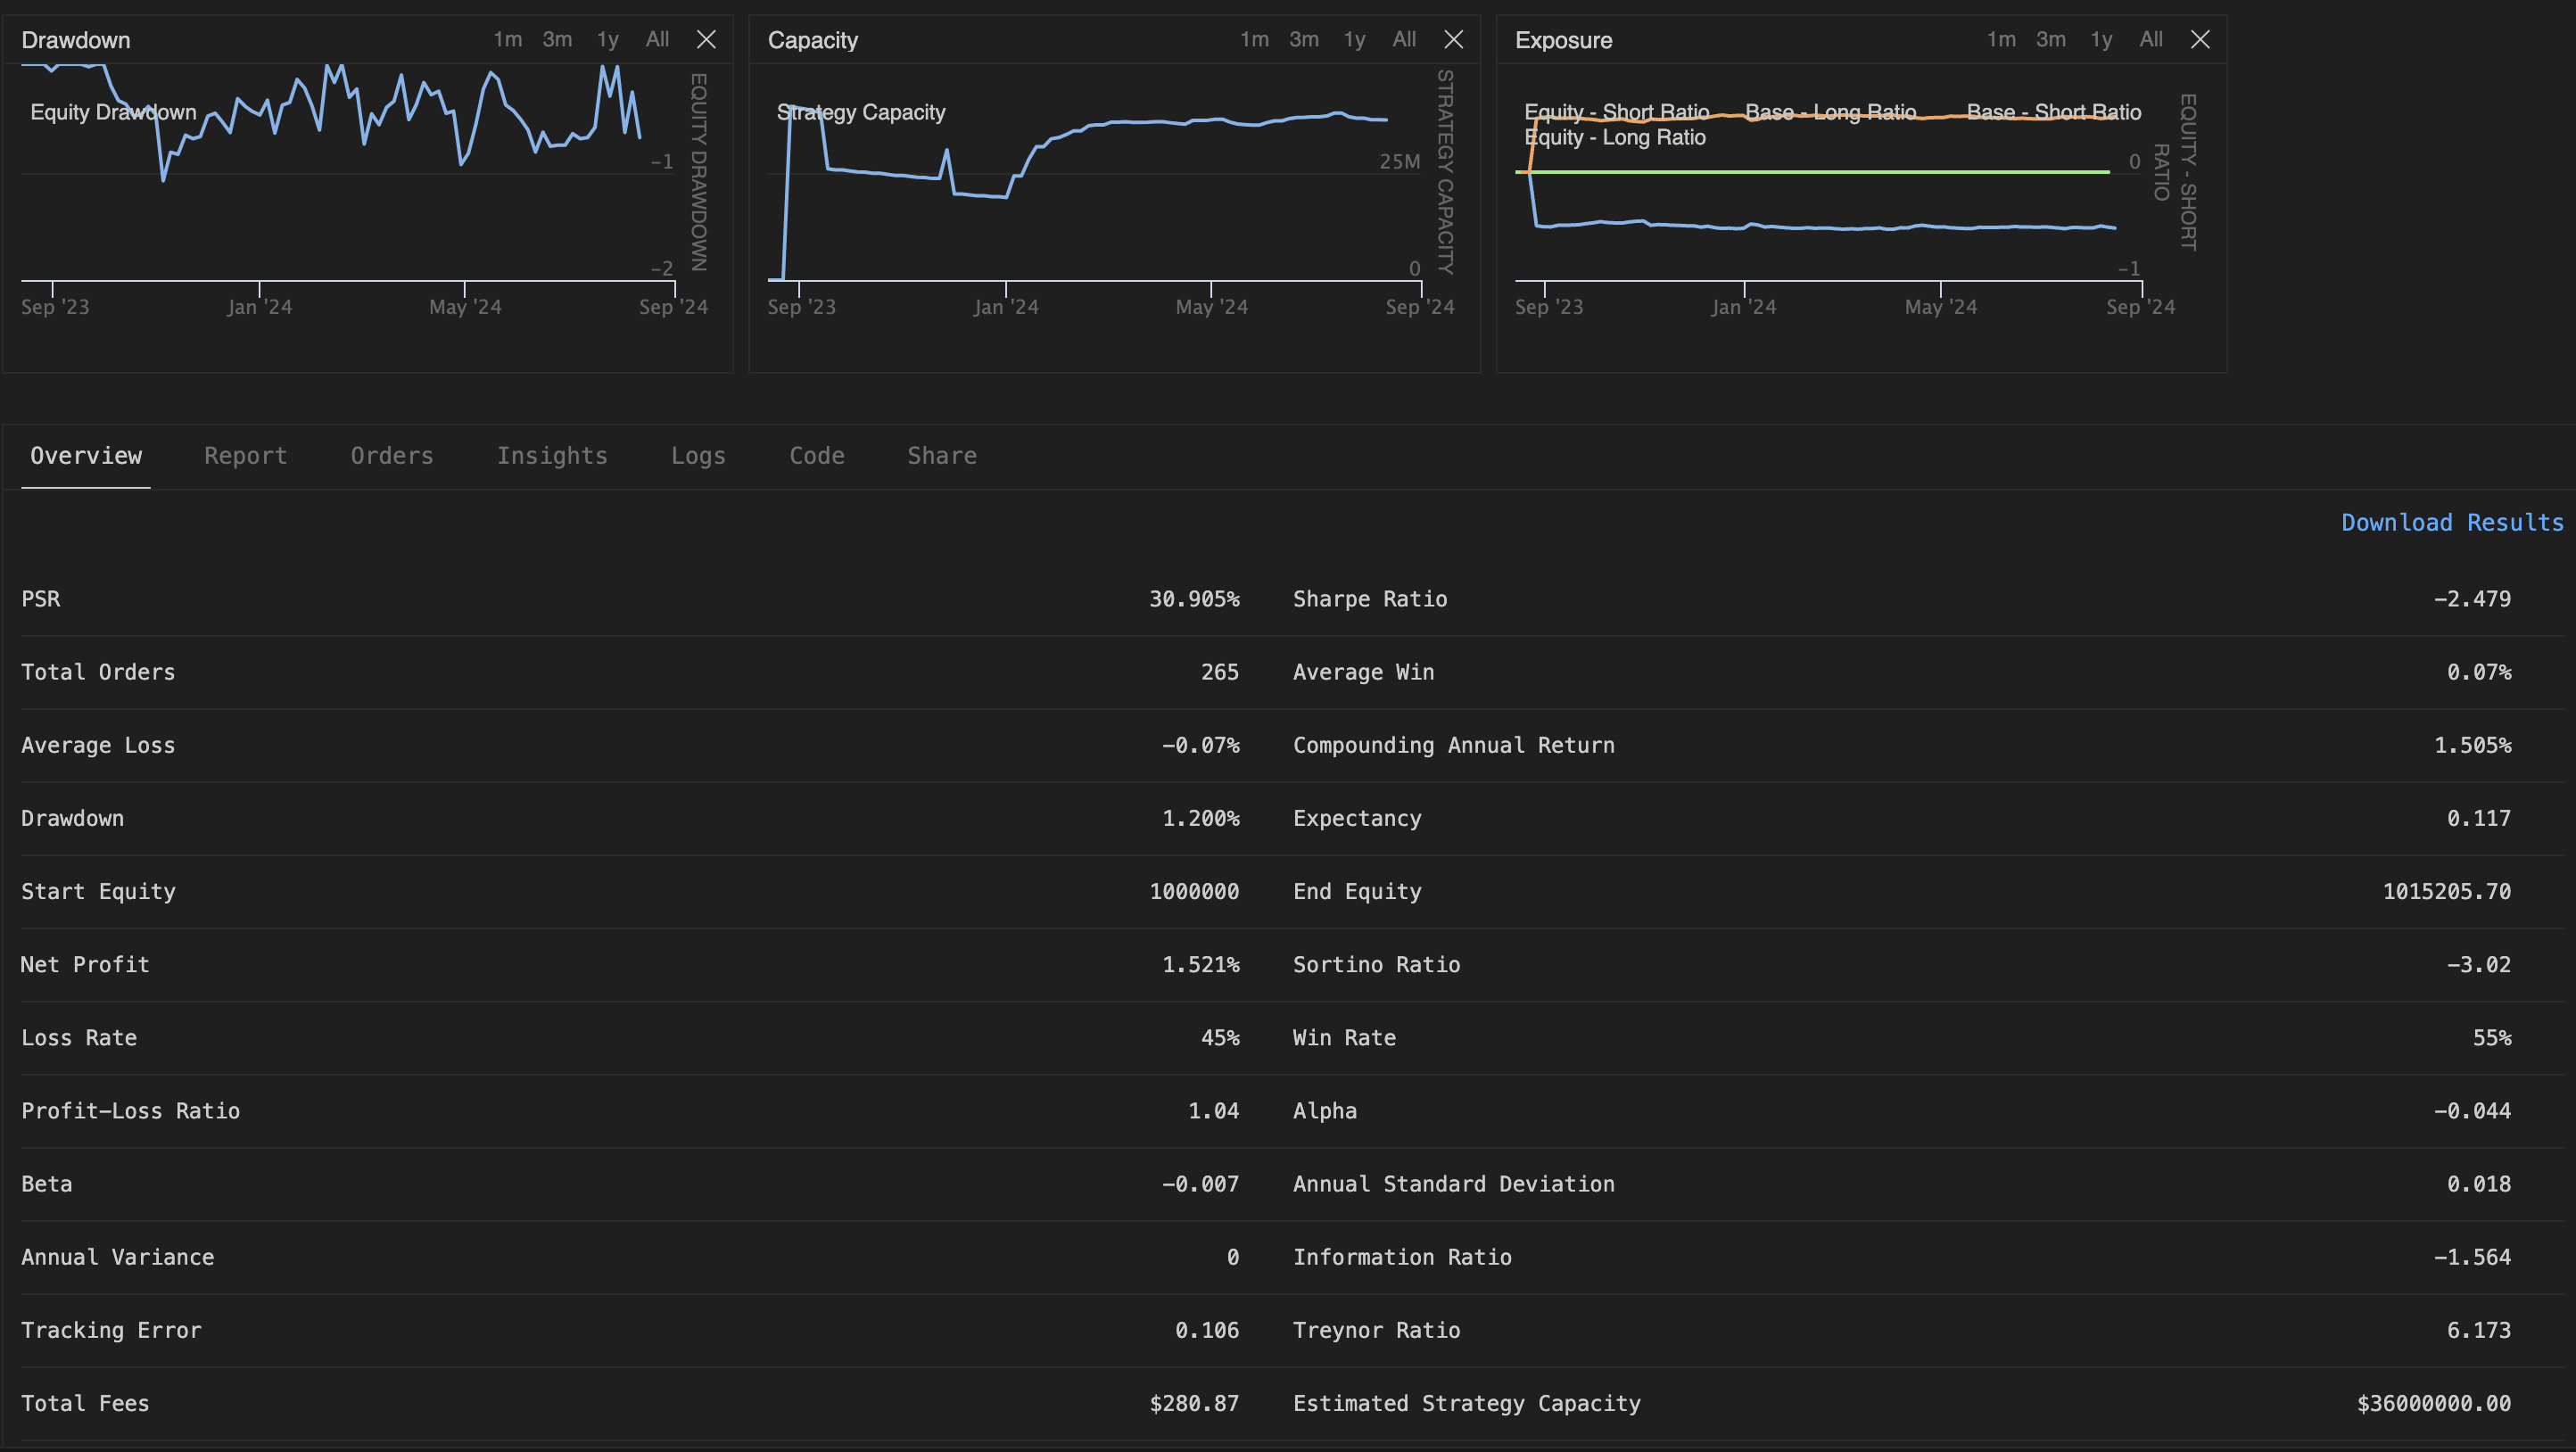 Drawdown 1m 3m 1y All
Equity Drawdown
EQUITY DRAWDOWN
−1
−2
Sep '23 Jan '24 May '24 Sep '24
Capacity 1m 3m 1y All
Strategy Capacity
STRATEGY CAPACITY
25M
0
Sep '23 Jan '24 May '24 Sep '24
Exposure 1m 3m 1y All
Equity - Short Ratio Base - Long Ratio Base - Short Ratio
Equity - Long Ratio
EQUITY - SHORT
RATIO
0
−1
Sep '23 Jan '24 May '24 Sep '24
Overview Report Orders Insights Logs Code Share
Download Results
PSR 30.905% Sharpe Ratio −2.479
Total Orders 265 Average Win 0.07%
Average Loss −0.07% Compounding Annual Return 1.505%
Drawdown 1.200% Expectancy 0.117
Start Equity 1000000 End Equity 1015205.70
Net Profit 1.521% Sortino Ratio −3.02
Loss Rate 45% Win Rate 55%
Profit-Loss Ratio 1.04 Alpha −0.044
Beta −0.007 Annual Standard Deviation 0.018
Annual Variance 0 Information Ratio −1.564
Tracking Error 0.106 Treynor Ratio 6.173
Total Fees $280.87 Estimated Strategy Capacity $36000000.00